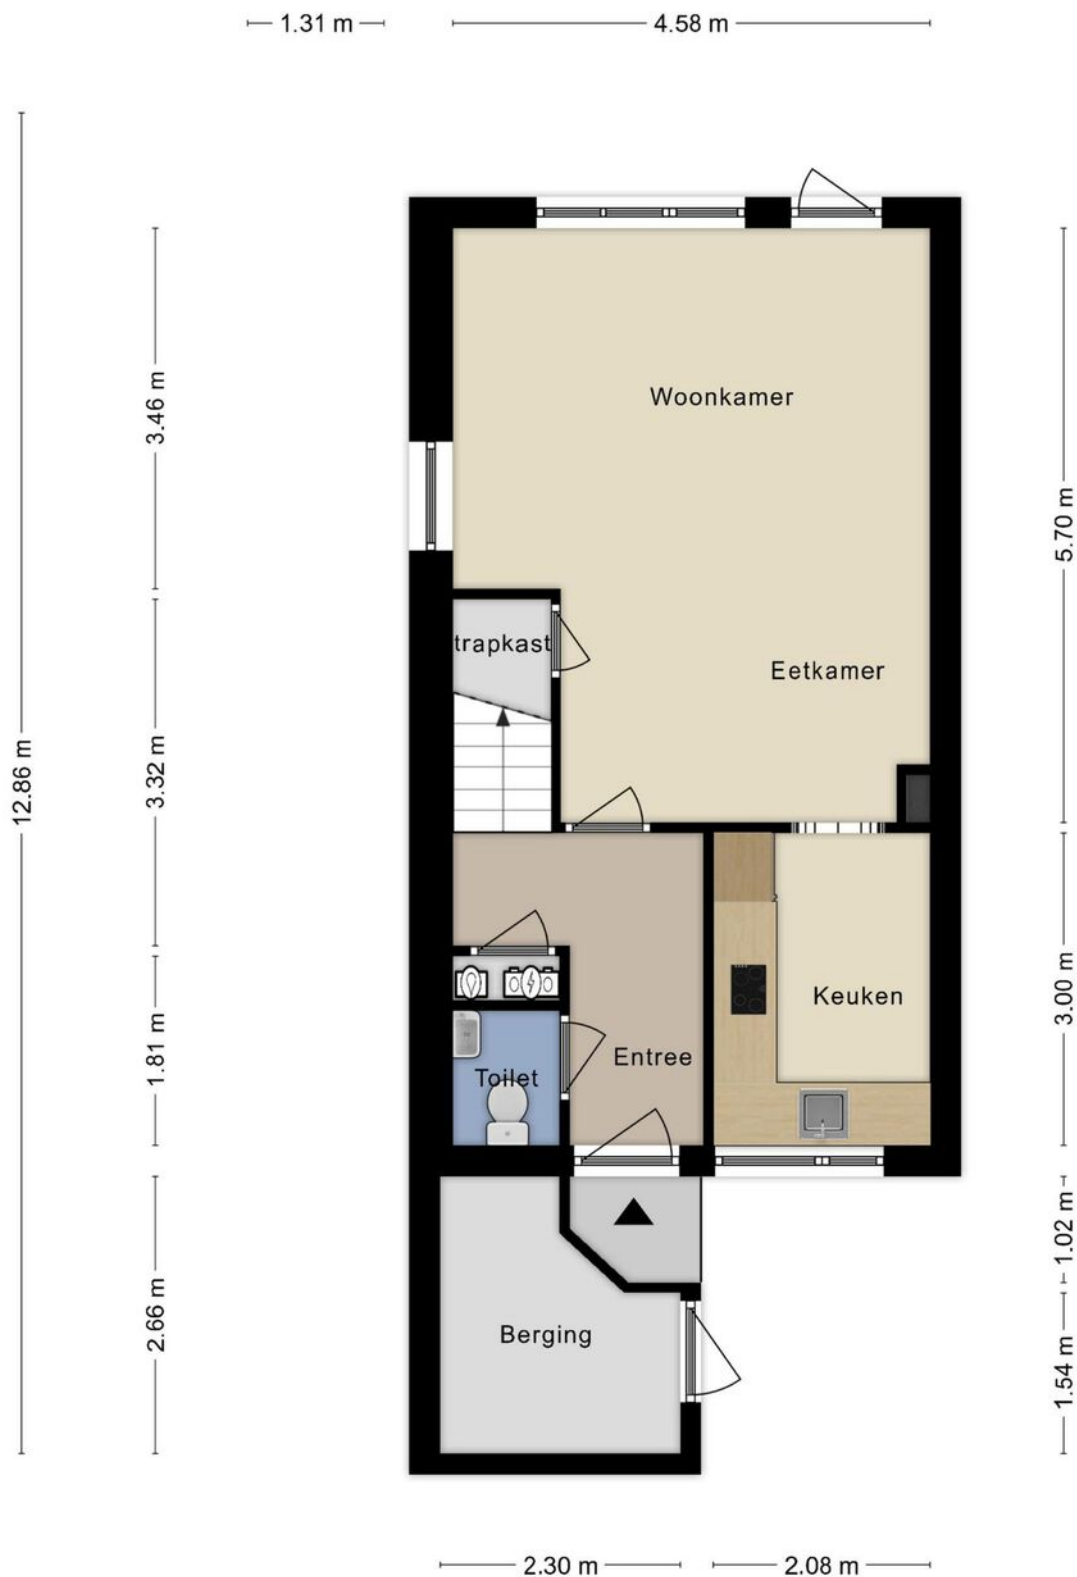 1.31 m
4.58 m
12.86 m
3.46 m
3.32 m
1.81 m
2.66 m
Woonkamer
trapkast
Eetkamer
Keuken
Entree
Toilet
Berging
5.70 m
3.00 m
1.02 m
1.54 m
2.30 m
2.08 m